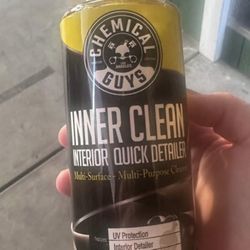 CHEMICAL
GUYS
INNER CLEAN
INTERIOR QUICK DETAILER
Multi-Surface - Multi-Purpose Cleaner
UV Protection
Interior Detailer